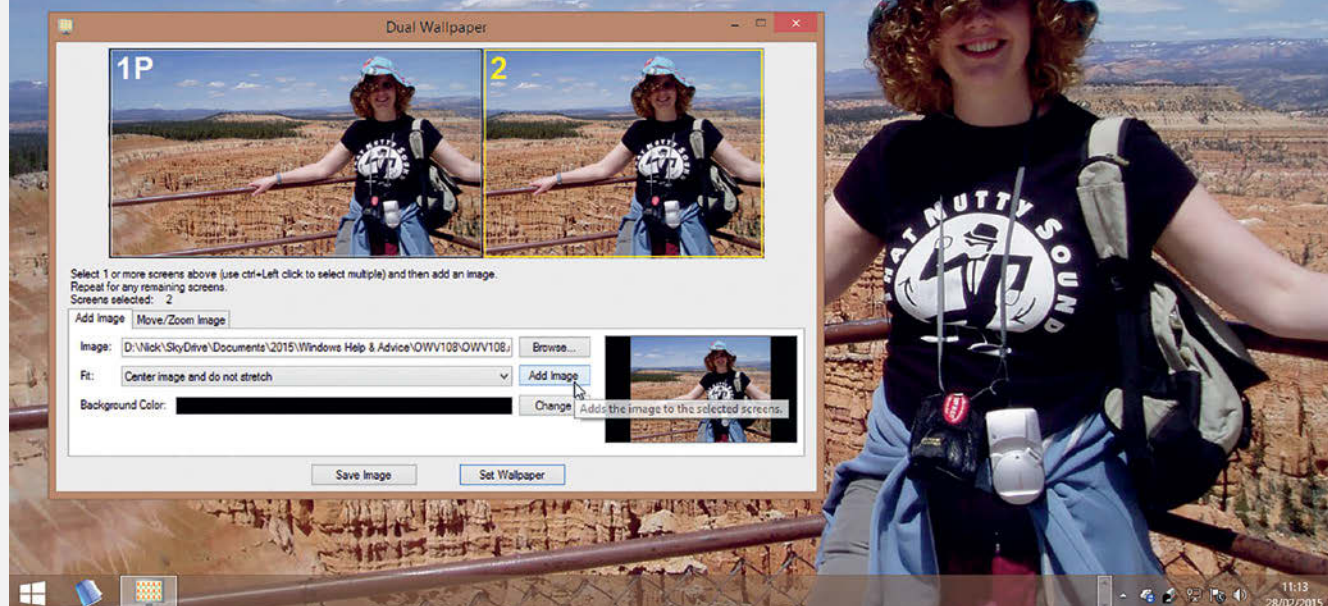 Dual Wallpaper
1P
2
Select 1 or more screens above (use ctrl+Left click to select multiple) and then add an image.
Repeat for any remaining screens.
Screens selected: 2
Add Image Move/Zoom Image
Image: D:\Nick\SkyDrive\Documents\2015\Windows Help & Advice\OWV108\OWV108. Browse...
Fit: Center image and do not stretch Add Image
Background Color: Change
Adds the image to the selected screens.
Save Image Set Wallpaper
THAT NUTTY SOUND
11:13
28/02/2015